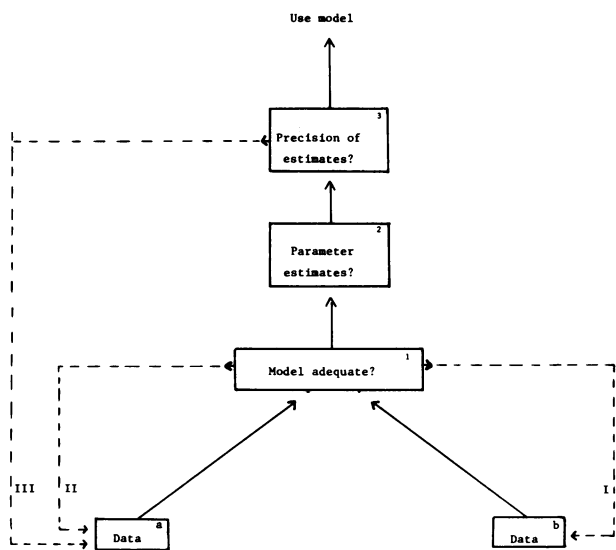 Use model
3
Precision of
estimates?
2
Parameter
estimates?
1
Model adequate?
III
II
I
a
Data
b
Data